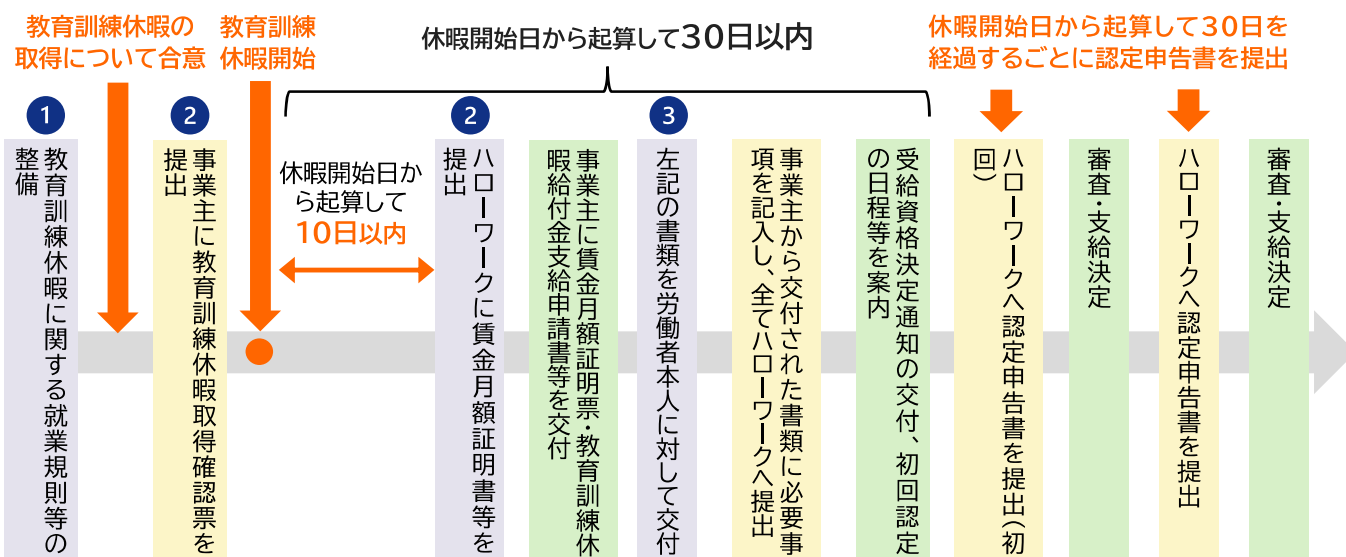 教育訓練休暇の
取得について合意
教育訓練
休暇開始
休暇開始日から起算して30日以内
休暇開始日から起算して30日を
経過するごとに認定申告書を提出
1
教育訓練休暇に関する就業規則等の
整備
2
事業主に教育訓練休暇取得確認票を
提出
休暇開始日か
ら起算して
10日以内
2
ハローワークに賃金月額証明書等を
提出
事業主に賃金月額証明票・教育訓練休
暇給付金支給申請書等を交付
3
左記の書類を労働者本人に対して交付
事業主から交付された書類に必要事
項を記入し、全てハローワークへ提出
受給資格決定通知の交付、初回認定
の日程等を案内
ハローワークへ認定申告書を提出（初
回）
審査・支給決定
ハローワークへ認定申告書を提出
審査・支給決定